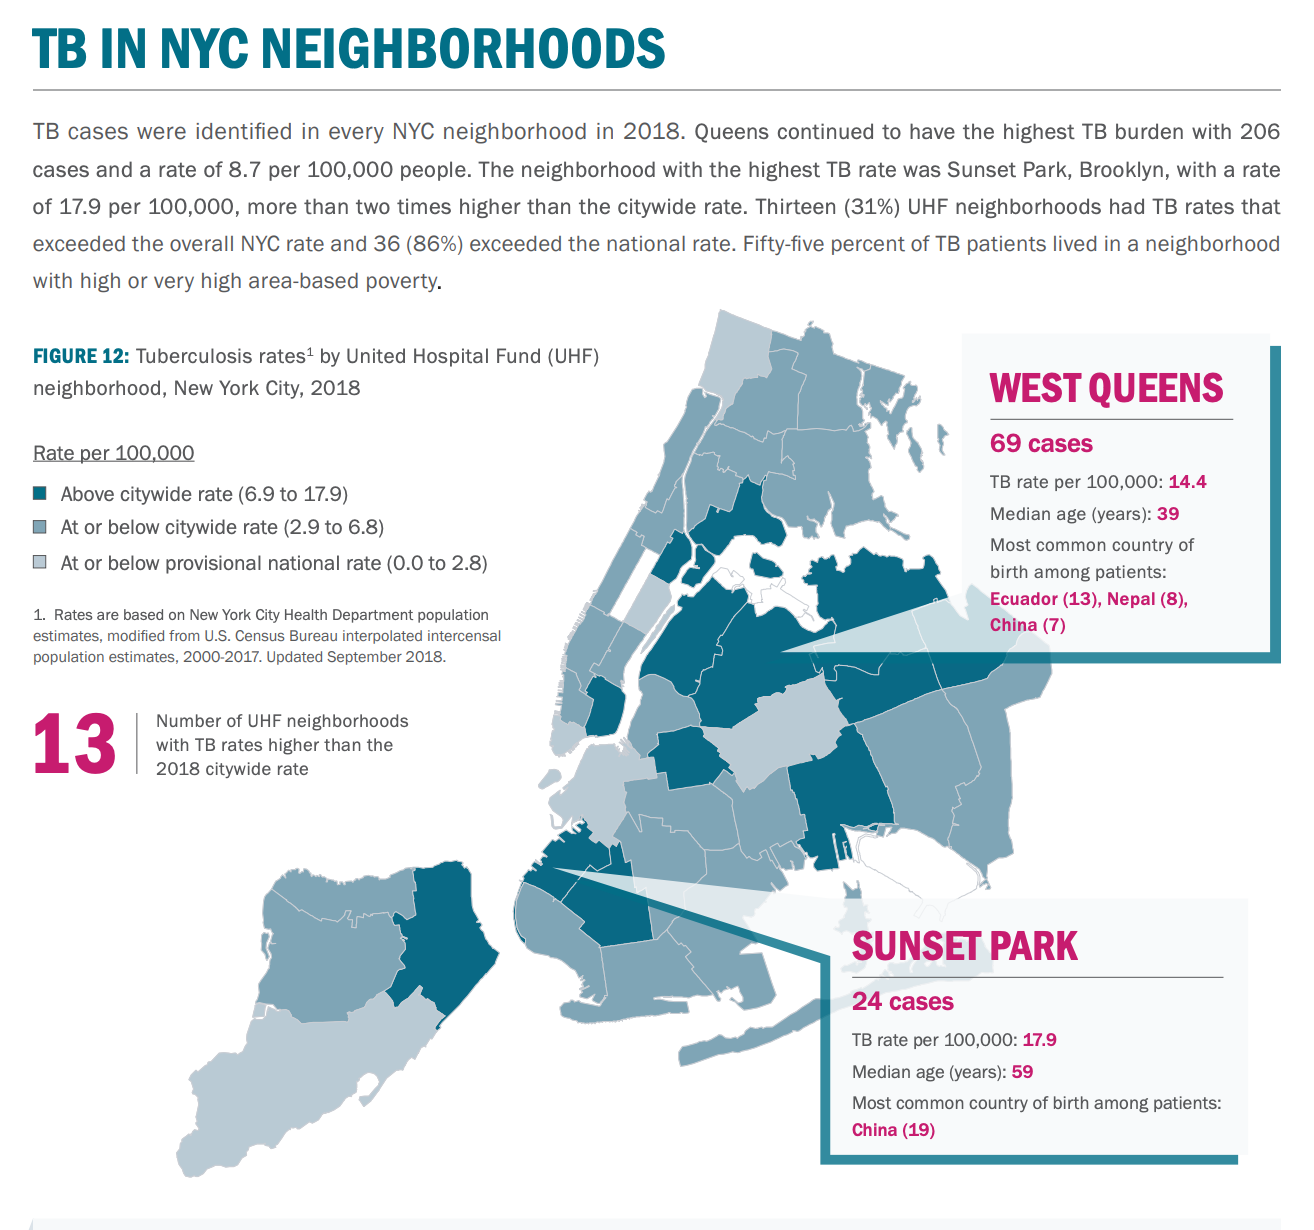 TB IN NYC NEIGHBORHOODS
TB cases were identified in every NYC neighborhood in 2018. Queens continued to have the highest TB burden with 206
cases and a rate of 8.7 per 100,000 people. The neighborhood with the highest TB rate was Sunset Park, Brooklyn, with a rate
of 17.9 per 100,000, more than two times higher than the citywide rate. Thirteen (31%) UHF neighborhoods had TB rates that
exceeded the overall NYC rate and 36 (86%) exceeded the national rate. Fifty-five percent of TB patients lived in a neighborhood
with high or very high area-based poverty.
FIGURE 12: Tuberculosis rates¹ by United Hospital Fund (UHF)
neighborhood, New York City, 2018
Rate per 100,000
Above citywide rate (6.9 to 17.9)
At or below citywide rate (2.9 to 6.8)
At or below provisional national rate (0.0 to 2.8)
1. Rates are based on New York City Health Department population
estimates, modified from U.S. Census Bureau interpolated intercensal
population estimates, 2000-2017. Updated September 2018.
13
Number of UHF neighborhoods
with TB rates higher than the
2018 citywide rate
WEST QUEENS
69 cases
TB rate per 100,000: 14.4
Median age (years): 39
Most common country of
birth among patients:
Ecuador (13), Nepal (8),
China (7)
SUNSET PARK
24 cases
TB rate per 100,000: 17.9
Median age (years): 59
Most common country of birth among patients:
China (19)